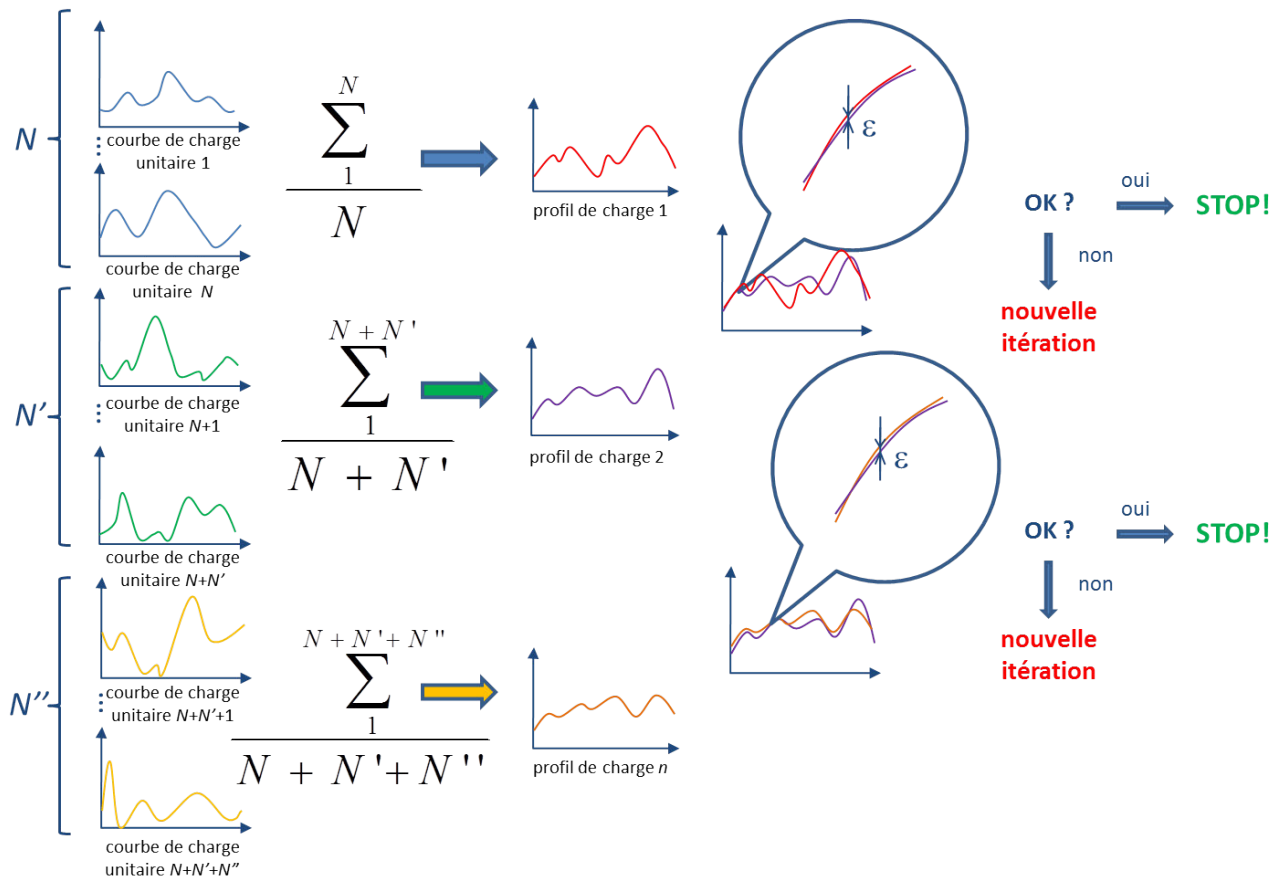 N
courbe de charge
unitaire 1
courbe de charge
unitaire N
N
∑
1
N
profil de charge 1
ε
OK ?
oui
STOP!
non
nouvelle
itération
N'
courbe de charge
unitaire N+1
courbe de charge
unitaire N+N'
N + N '
∑
1
N + N '
profil de charge 2
ε
OK ?
oui
STOP!
non
nouvelle
itération
N''
courbe de charge
unitaire N+N'+1
courbe de charge
unitaire N+N'+N"
N + N '+ N ''
∑
1
N + N '+ N ''
profil de charge n